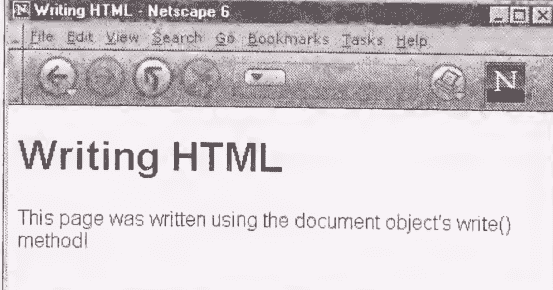 Writing HTML - Netscape 6
File Edit View Search Go Bookmarks Tasks Help
N
Writing HTML
This page was written using the document object's write()
method!